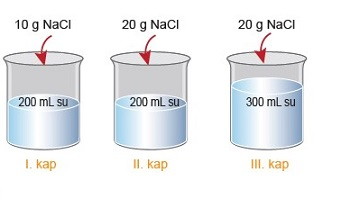 10 g NaCl
20 g NaCl
20 g NaCl
200 mL su
200 mL su
300 mL su
I. kap
II. kap
III. kap